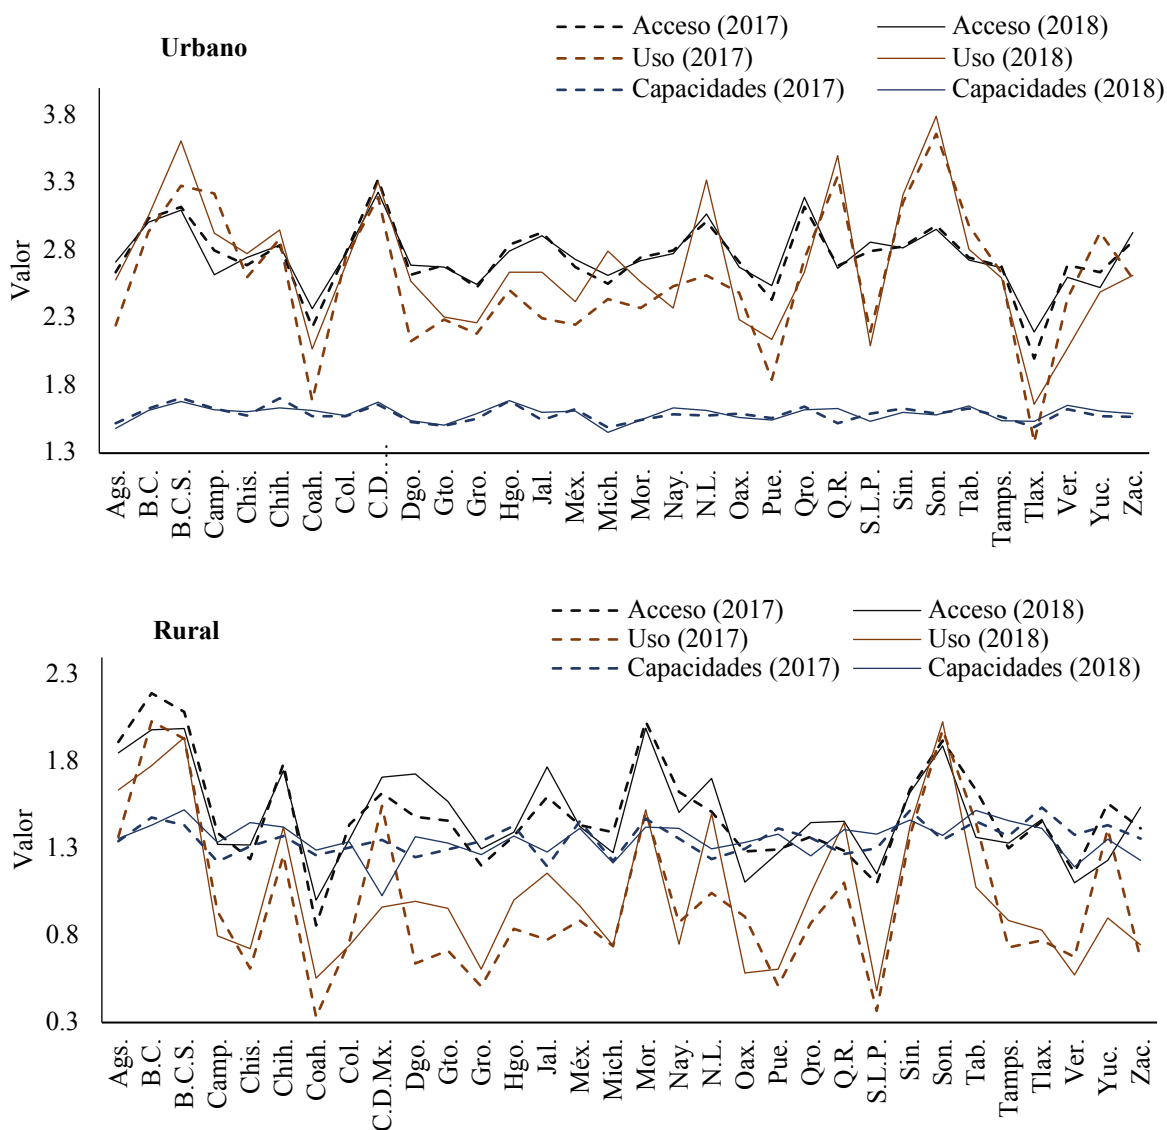 Urbano
Acceso (2017)
Acceso (2018)
Uso (2017)
Uso (2018)
Capacidades (2017)
Capacidades (2018)
Valor
3.8
3.3
2.8
2.3
1.8
1.3
Ags.
B.C.
B.C.S.
Camp.
Chis.
Chih.
Coah.
Col.
C.D.…
Dgo.
Gto.
Gro.
Hgo.
Jal.
Méx.
Mich.
Mor.
Nay.
N.L.
Oax.
Pue.
Qro.
Q.R.
S.L.P.
Sin.
Son.
Tab.
Tamps.
Tlax.
Ver.
Yuc.
Zac.
Rural
Acceso (2017)
Acceso (2018)
Uso (2017)
Uso (2018)
Capacidades (2017)
Capacidades (2018)
Valor
2.3
1.8
1.3
0.8
0.3
Ags.
B.C.
B.C.S.
Camp.
Chis.
Chih.
Coah.
Col.
C.D.Mx.
Dgo.
Gto.
Gro.
Hgo.
Jal.
Méx.
Mich.
Mor.
Nay.
N.L.
Oax.
Pue.
Qro.
Q.R.
S.L.P.
Sin.
Son.
Tab.
Tamps.
Tlax.
Ver.
Yuc.
Zac.